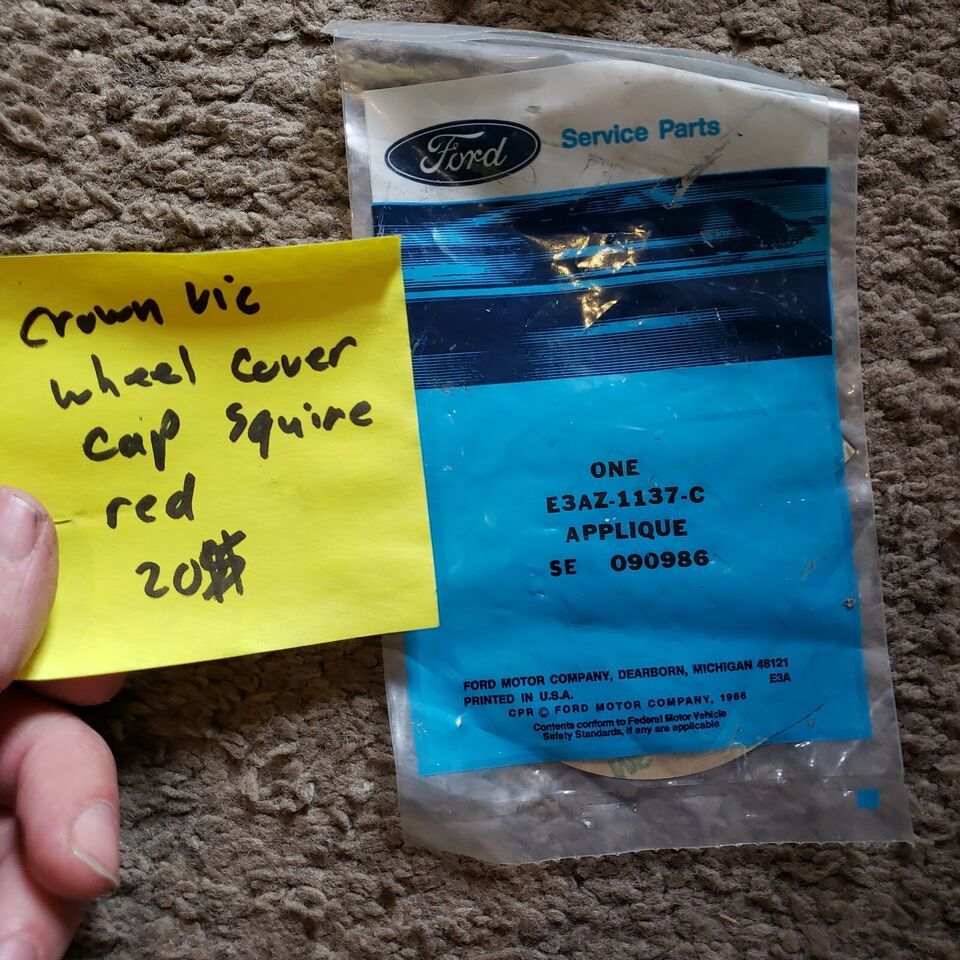 Ford Service Parts
crown vic
wheel cover
cap squire
red
20$
ONE
E3AZ-1137-C
APPLIQUE
SE 090986
FORD MOTOR COMPANY, DEARBORN, MICHIGAN 48121
PRINTED IN U.S.A. E3A
CPR © FORD MOTOR COMPANY, 1966
Contents conform to Federal Motor Vehicle
Safety Standards, if any are applicable